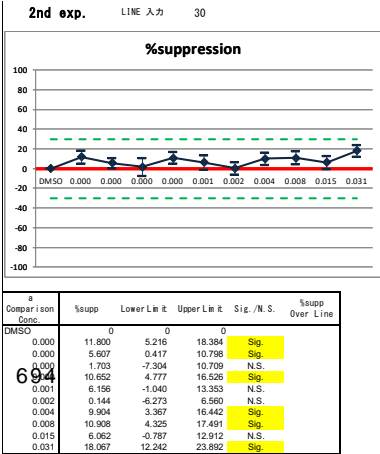 2nd exp. LINE 入力 30
%suppression
100
80
60
40
20
0
-20
-40
-60
-80
-100
DMSO 0.000 0.000 0.000 0.000 0.001 0.002 0.004 0.008 0.015 0.031
a
Comparison Conc. %supp Lower Limit Upper Limit Sig./N.S. %supp Over Line
DMSO 0 0 0
0.000 11.800 5.216 18.384 Sig.
0.000 5.607 0.417 10.798 Sig.
0.000 1.703 -7.304 10.709 N.S.
694
10.652 4.777 16.526 Sig.
0.001 6.156 -1.040 13.353 N.S.
0.002 0.144 -6.273 6.560 N.S.
0.004 9.904 3.367 16.442 Sig.
0.008 10.908 4.325 17.491 Sig.
0.015 6.062 -0.787 12.912 N.S.
0.031 18.067 12.242 23.892 Sig.